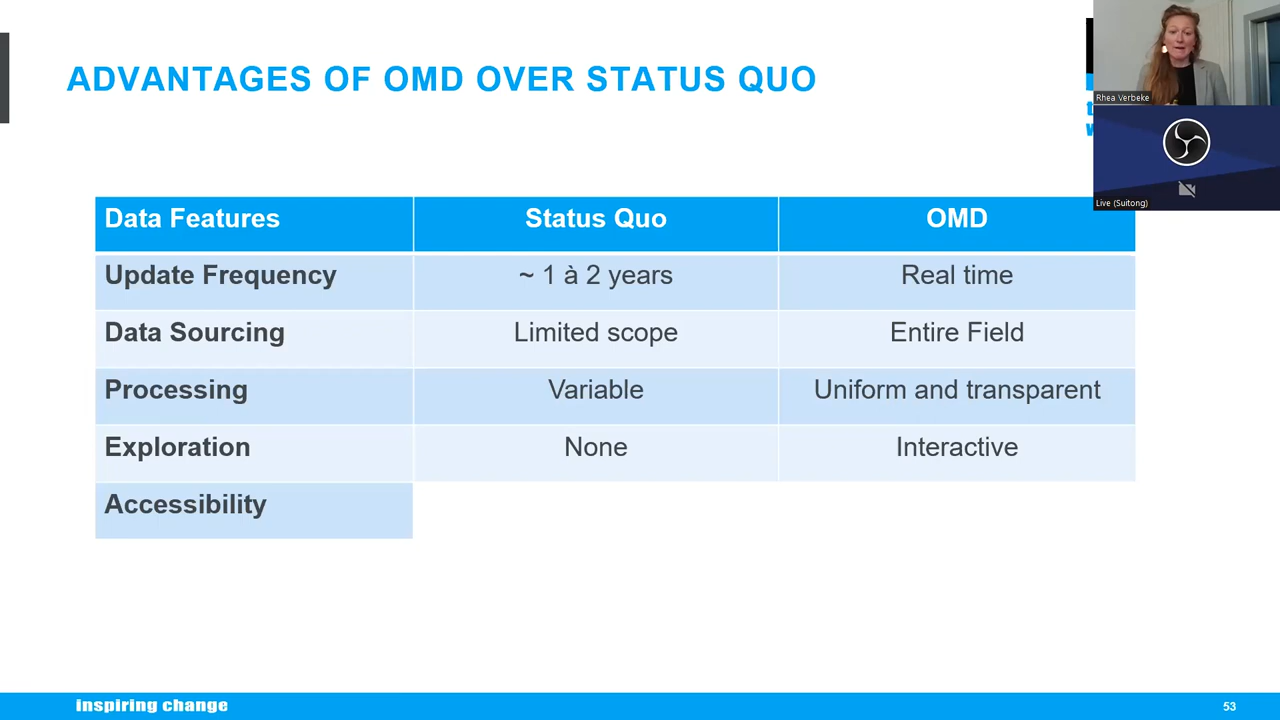 ADVANTAGES OF OMD OVER STATUS QUO
Rhea Verbeke
Live (Suitong)
Data Features Status Quo OMD
Update Frequency ~ 1 à 2 years Real time
Data Sourcing Limited scope Entire Field
Processing Variable Uniform and transparent
Exploration None Interactive
Accessibility
inspiring change
53